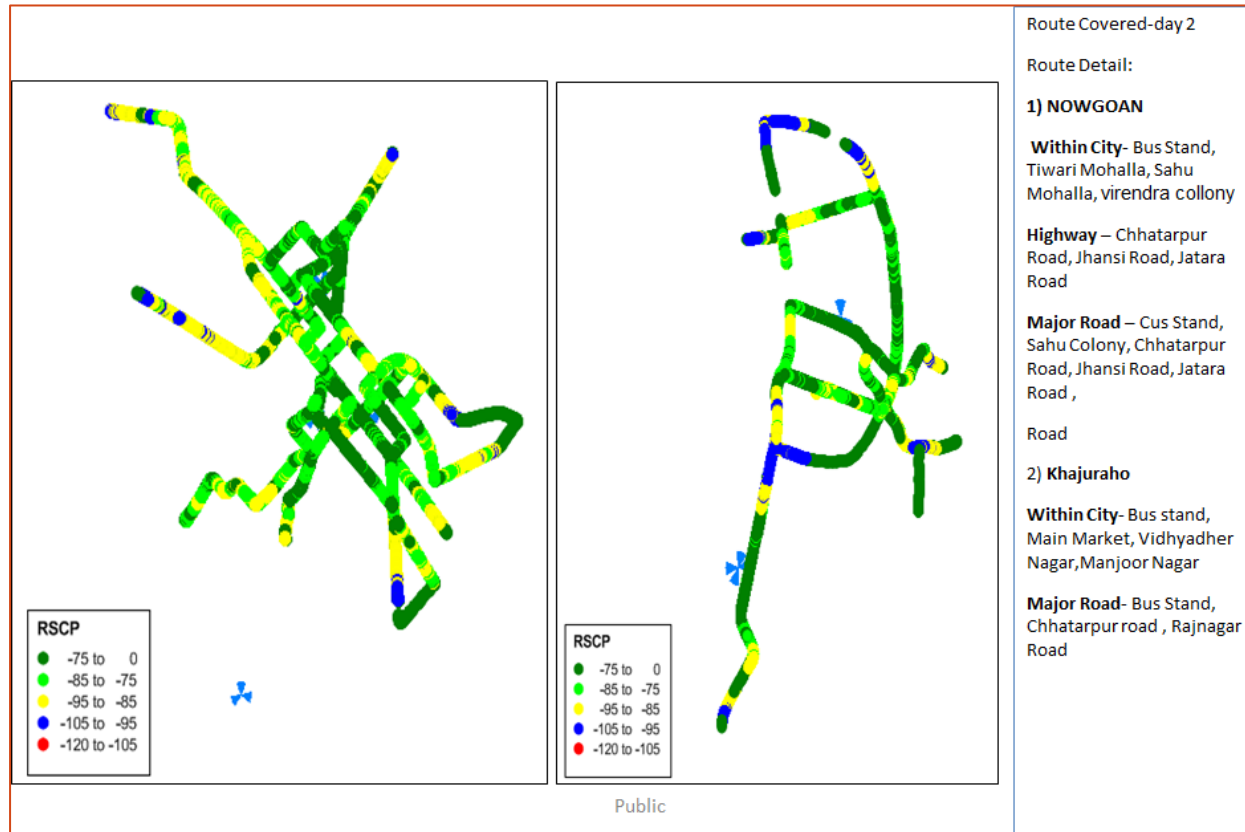 RSCP
-75 to 0
-85 to -75
-95 to -85
-105 to -95
-120 to -105
RSCP
-75 to 0
-85 to -75
-95 to -85
-105 to -95
-120 to -105
Public
Route Covered-day 2
Route Detail:
1) NOWGOAN
Within City- Bus Stand,
Tiwari Mohalla, Sahu
Mohalla, virendra collony
Highway – Chhatarpur
Road, Jhansi Road, Jatara
Road
Major Road – Cus Stand,
Sahu Colony, Chhatarpur
Road, Jhansi Road, Jatara
Road ,
Road
2) Khajuraho
Within City- Bus stand,
Main Market, Vidhyadher
Nagar,Manjoor Nagar
Major Road- Bus Stand,
Chhatarpur road , Rajnagar
Road